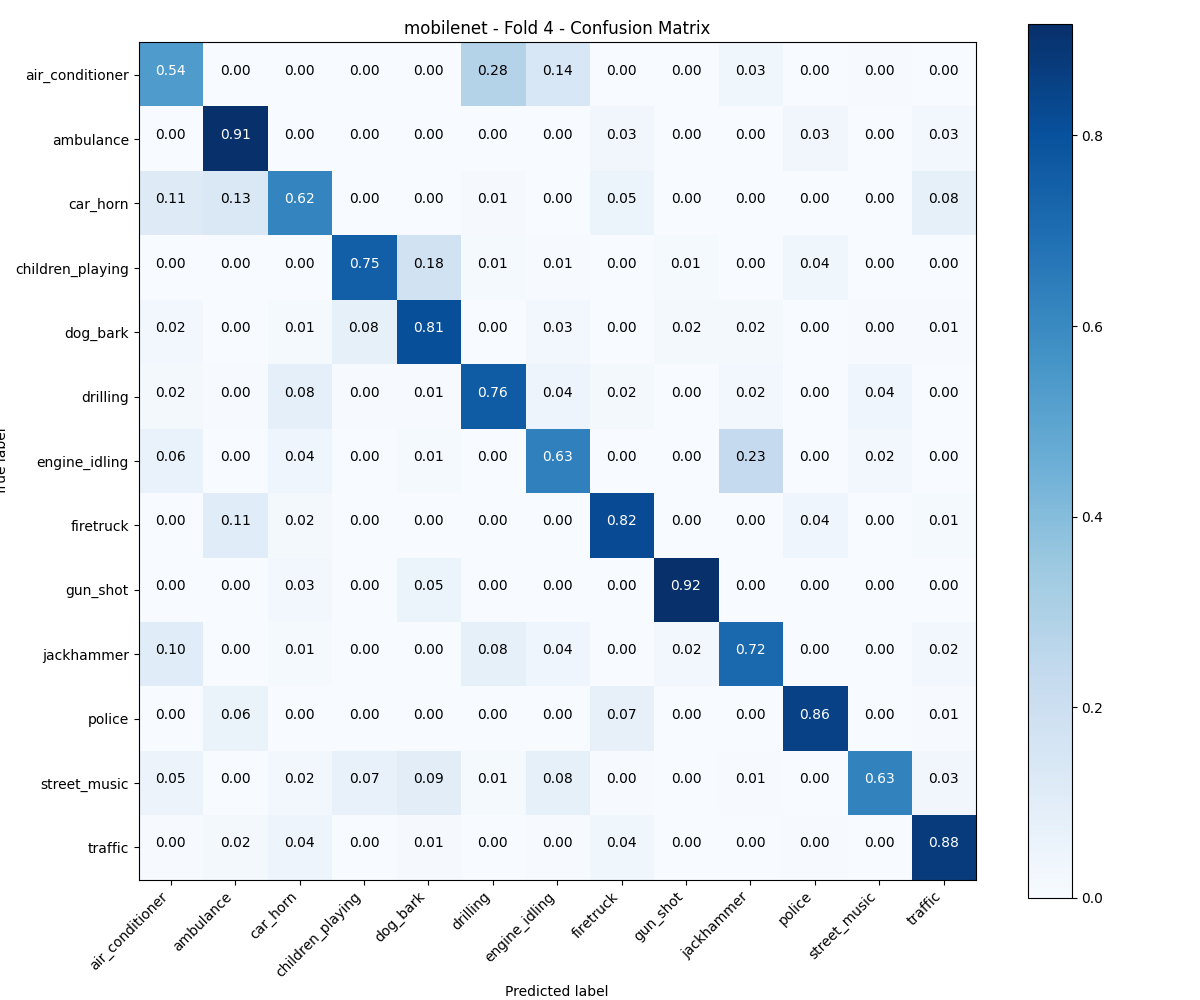 mobilenet - Fold 4 - Confusion Matrix
air_conditioner 0.54 0.00 0.00 0.00 0.00 0.28 0.14 0.00 0.00 0.03 0.00 0.00 0.00
ambulance 0.00 0.91 0.00 0.00 0.00 0.00 0.00 0.03 0.00 0.00 0.03 0.00 0.03
car_horn 0.11 0.13 0.62 0.00 0.00 0.01 0.00 0.05 0.00 0.00 0.00 0.00 0.08
children_playing 0.00 0.00 0.00 0.75 0.18 0.01 0.01 0.00 0.01 0.00 0.04 0.00 0.00
dog_bark 0.02 0.00 0.01 0.08 0.81 0.00 0.03 0.00 0.02 0.02 0.00 0.00 0.01
drilling 0.02 0.00 0.08 0.00 0.01 0.76 0.04 0.02 0.00 0.02 0.00 0.04 0.00
engine_idling 0.06 0.00 0.04 0.00 0.01 0.00 0.63 0.00 0.00 0.23 0.00 0.02 0.00
firetruck 0.00 0.11 0.02 0.00 0.00 0.00 0.00 0.82 0.00 0.00 0.04 0.00 0.01
gun_shot 0.00 0.00 0.03 0.00 0.05 0.00 0.00 0.00 0.92 0.00 0.00 0.00 0.00
jackhammer 0.10 0.00 0.01 0.00 0.00 0.08 0.04 0.00 0.02 0.72 0.00 0.00 0.02
police 0.00 0.06 0.00 0.00 0.00 0.00 0.00 0.07 0.00 0.00 0.86 0.00 0.01
street_music 0.05 0.00 0.02 0.07 0.09 0.01 0.08 0.00 0.00 0.01 0.00 0.63 0.03
traffic 0.00 0.02 0.04 0.00 0.01 0.00 0.00 0.04 0.00 0.00 0.00 0.00 0.88
air_conditioner ambulance car_horn children_playing dog_bark drilling engine_idling firetruck gun_shot jackhammer police street_music traffic
Predicted label
0.8
0.6
0.4
0.2
0.0